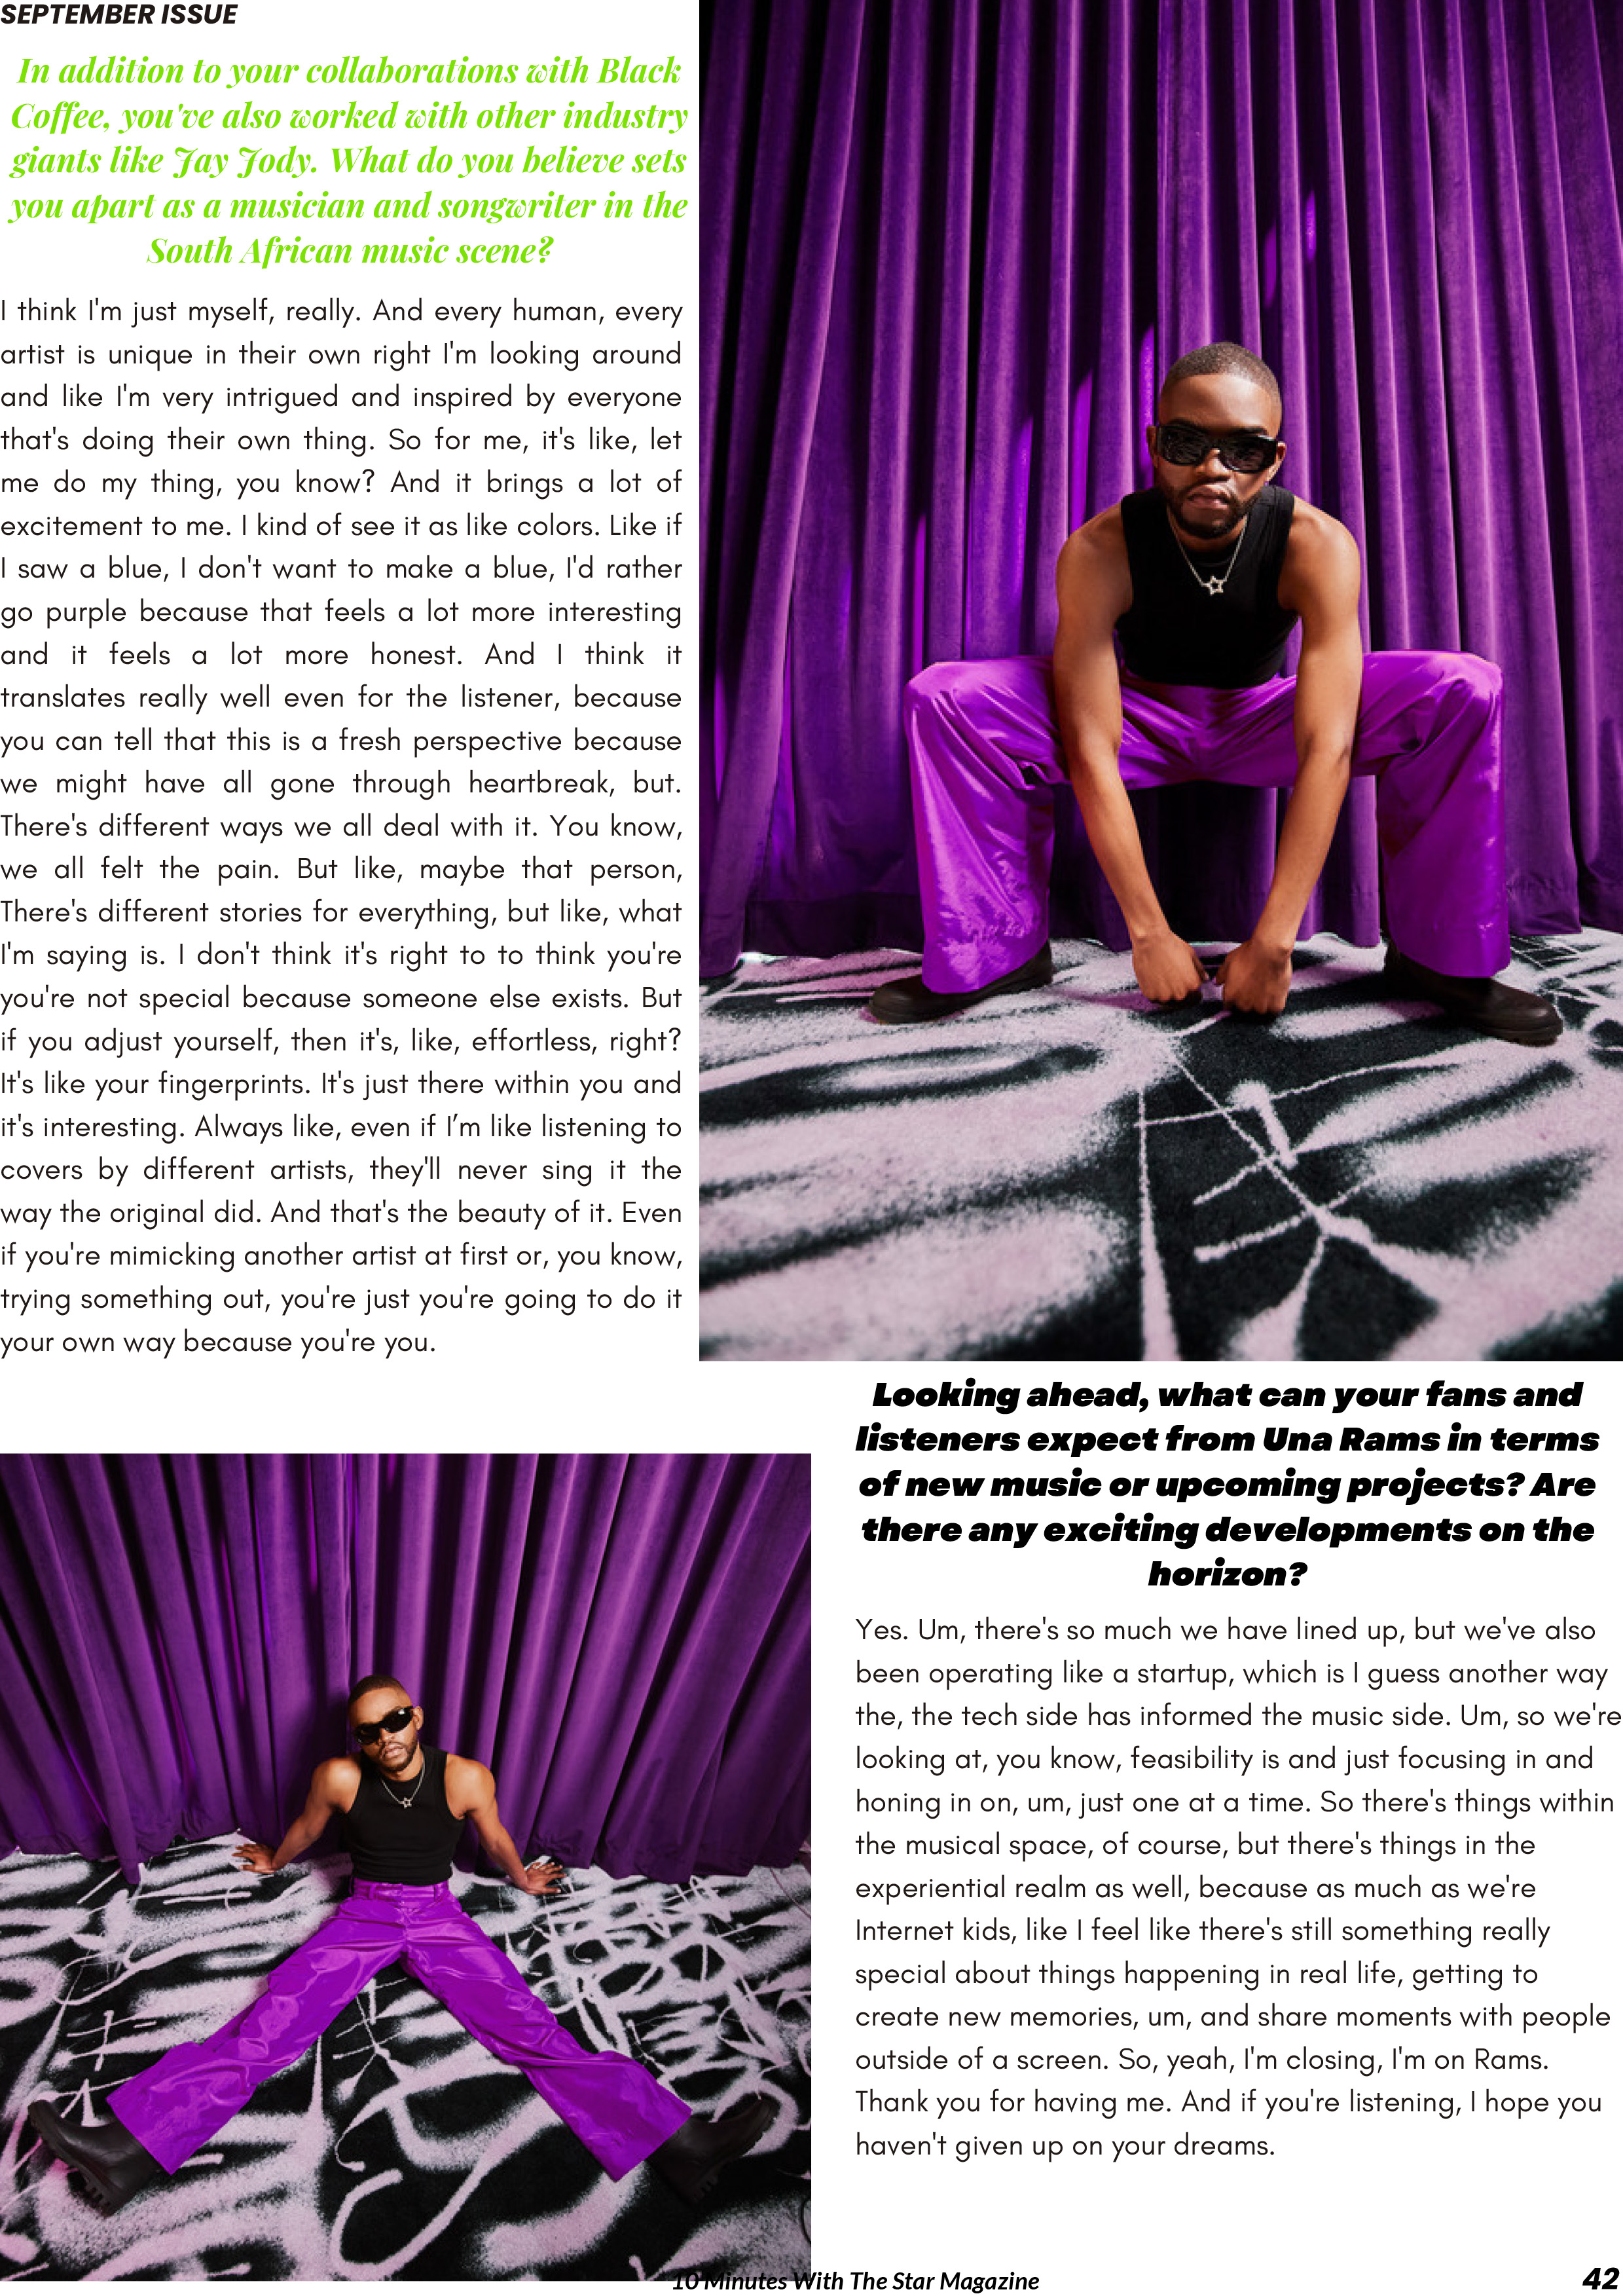 SEPTEMBER ISSUE
In addition to your collaborations with Black
Coffee, you've also worked with other industry
giants like Jay Jody. What do you believe sets
you apart as a musician and songwriter in the
South African music scene?
I think I'm just myself, really. And every human, every
artist is unique in their own right I'm looking around
and like I'm very intrigued and inspired by everyone
that's doing their own thing. So for me, it's like, let
me do my thing, you know? And it brings a lot of
excitement to me. I kind of see it as like colors. Like if
I saw a blue, I don't want to make a blue, I'd rather
go purple because that feels a lot more interesting
and it feels a lot more honest. And I think it
translates really well even for the listener, because
you can tell that this is a fresh perspective because
we might have all gone through heartbreak, but.
There's different ways we all deal with it. You know,
we all felt the pain. But like, maybe that person,
There's different stories for everything, but like, what
I'm saying is. I don't think it's right to to think you're
you're not special because someone else exists. But
if you adjust yourself, then it's, like, effortless, right?
It's like your fingerprints. It's just there within you and
it's interesting. Always like, even if I’m like listening to
covers by different artists, they'll never sing it the
way the original did. And that's the beauty of it. Even
if you're mimicking another artist at first or, you know,
trying something out, you're just you're going to do it
your own way because you're you.
Looking ahead, what can your fans and
listeners expect from Una Rams in terms
of new music or upcoming projects? Are
there any exciting developments on the
horizon?
Yes. Um, there's so much we have lined up, but we've also
been operating like a startup, which is I guess another way
the, the tech side has informed the music side. Um, so we're
looking at, you know, feasibility is and just focusing in and
honing in on, um, just one at a time. So there's things within
the musical space, of course, but there's things in the
experiential realm as well, because as much as we're
Internet kids, like I feel like there's still something really
special about things happening in real life, getting to
create new memories, um, and share moments with people
outside of a screen. So, yeah, I'm closing, I'm on Rams.
Thank you for having me. And if you're listening, I hope you
haven't given up on your dreams.
10 Minutes With The Star Magazine
42